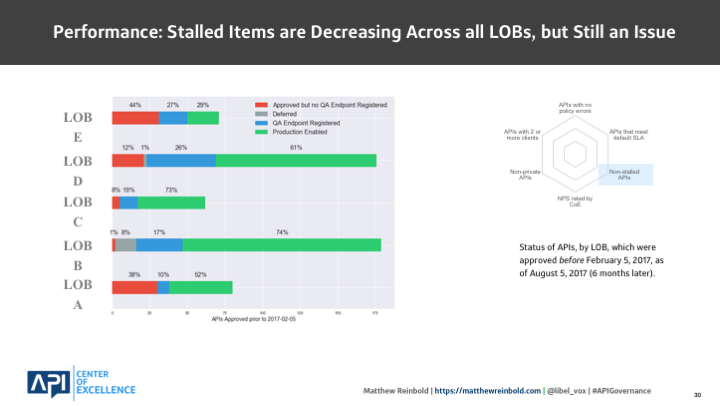 Performance: Stalled Items are Decreasing Across all LOBs, but Still an Issue
LOB
E
44% 27% 29%
Approved but no QA Endpoint Registered
Deferred
QA Endpoint Registered
Production Enabled
LOB
D
12% 1% 26% 61%
LOB
C
8% 19% 73%
LOB
B
8% 17% 74%
LOB
A
38% 10% 52%
0 25 50 75 100 125 150 175
APIs Approved prior to 2017-02-05
APIs with no
policy errors
APIs with 2 or
more clients
APIs that meet
default SLA
Non-private
APIs
Non-stalled
APIs
NPS rated by
CoE
Status of APIs, by LOB, which were
approved before February 5, 2017, as
of August 5, 2017 (6 months later).
API
CENTER
OF
EXCELLENCE
Matthew Reinbold | https://matthewreinbold.com | @libel_vox | #APIGovernance
30